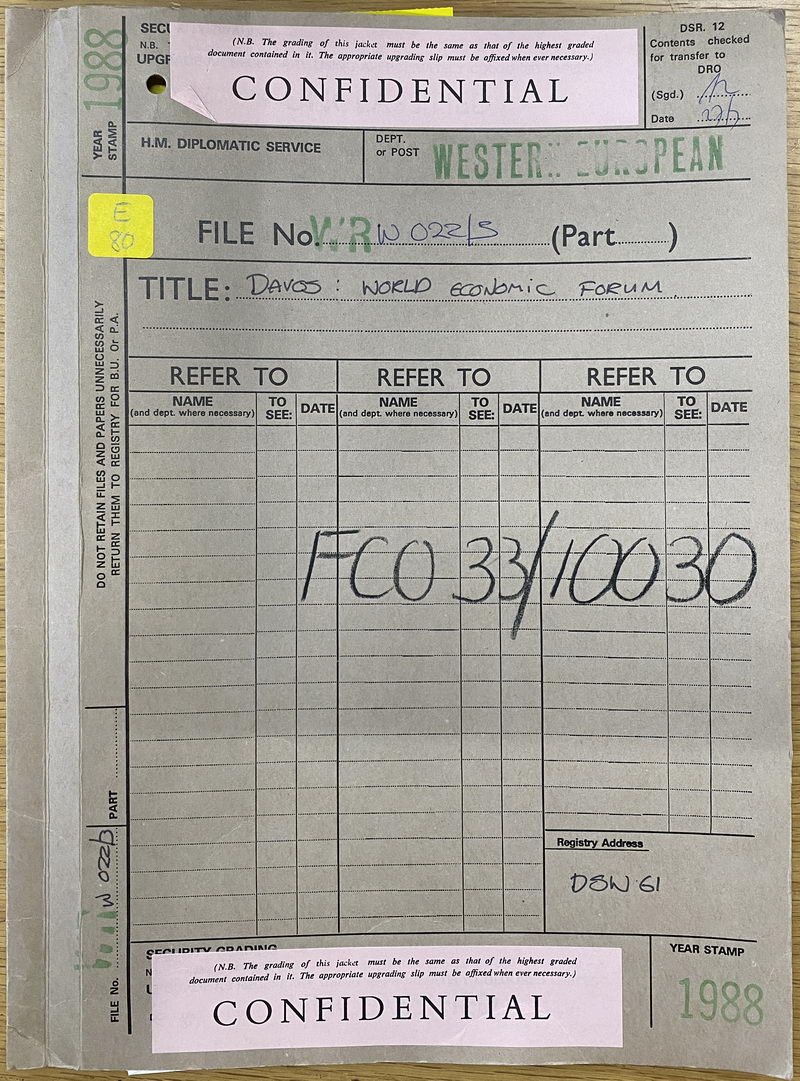 SECU
N.B. T
UPGR
(N.B. The grading of this jacket must be the same as that of the highest graded
document contained in it. The appropriate upgrading slip must be affixed when ever necessary.)
CONFIDENTIAL
DSR. 12
Contents checked
for transfer to
DRO
(Sgd.)
Date
YEAR STAMP
1988
H.M. DIPLOMATIC SERVICE
DEPT.
or POST
WESTERN EUROPEAN
E
80
FILE No. WR W 022/3 (Part)
TITLE: DAVOS: WORLD ECONOMIC FORUM
REFER TO REFER TO REFER TO
NAME TO SEE: DATE NAME TO SEE: DATE NAME TO SEE: DATE
(and dept. where necessary) (and dept. where necessary) (and dept. where necessary)
FCO 33/10030
DO NOT RETAIN FILES AND PAPERS UNNECESSARILY
RETURN THEM TO REGISTRY FOR B.U. Or P.A.
FILE No. W 022/3 PART
Registry Address
DSW 61
SECURITY GRADING
(N.B. The grading of this jacket must be the same as that of the highest graded
document contained in it. The appropriate upgrading slip must be affixed when ever necessary.)
CONFIDENTIAL
YEAR STAMP
1988